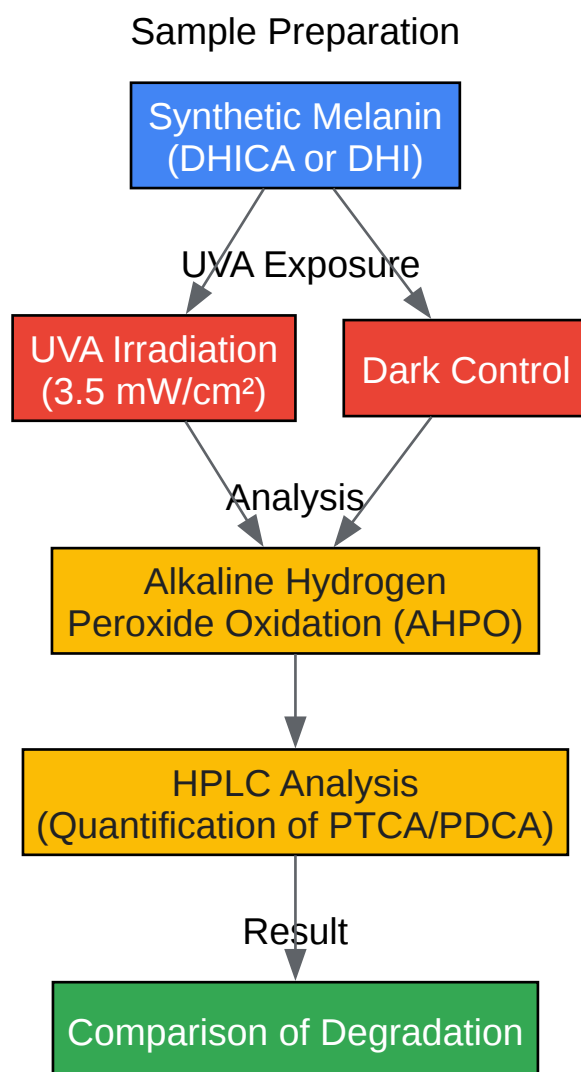 Sample Preparation
Synthetic Melanin
(DHICA or DHI)
UVA Exposure
UVA Irradiation
(3.5 mW/cm²)
Dark Control
Analysis
Alkaline Hydrogen
Peroxide Oxidation (AHPO)
HPLC Analysis
(Quantification of PTCA/PDCA)
Result
Comparison of Degradation